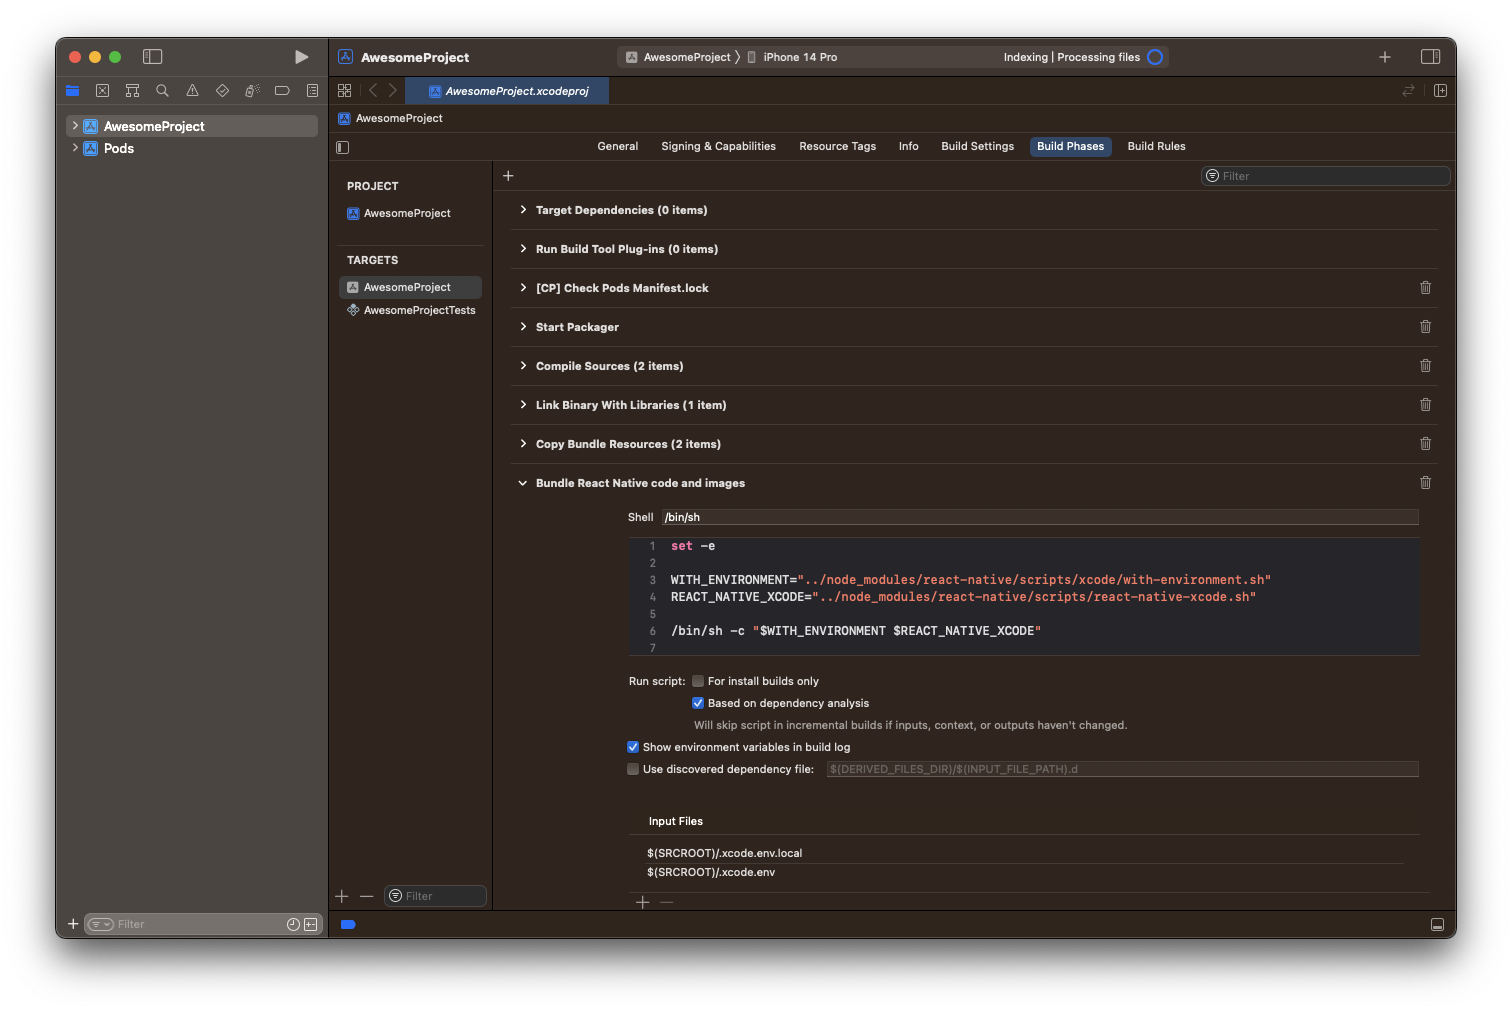 AwesomeProject
AwesomeProject
iPhone 14 Pro
Indexing | Processing files
AwesomeProject.xcodeproj
AwesomeProject
Pods
AwesomeProject
General
Signing & Capabilities
Resource Tags
Info
Build Settings
Build Phases
Build Rules
Filter
PROJECT
AwesomeProject
TARGETS
AwesomeProject
AwesomeProjectTests
Target Dependencies (0 items)
Run Build Tool Plug-ins (0 items)
[CP] Check Pods Manifest.lock
Start Packager
Compile Sources (2 items)
Link Binary With Libraries (1 item)
Copy Bundle Resources (2 items)
Bundle React Native code and images
Shell /bin/sh
1 set -e
2
3 WITH_ENVIRONMENT="../node_modules/react-native/scripts/xcode/with-environment.sh"
4 REACT_NATIVE_XCODE="../node_modules/react-native/scripts/react-native-xcode.sh"
5
6 /bin/sh -c "$WITH_ENVIRONMENT $REACT_NATIVE_XCODE"
7
Run script: For install builds only
Based on dependency analysis
Will skip script in incremental builds if inputs, context, or outputs haven't changed.
Show environment variables in build log
Use discovered dependency file: $(DERIVED_FILES_DIR)/$(INPUT_FILE_PATH).d
Input Files
$(SRCROOT)/.xcode.env.local
$(SRCROOT)/.xcode.env
Filter
Filter